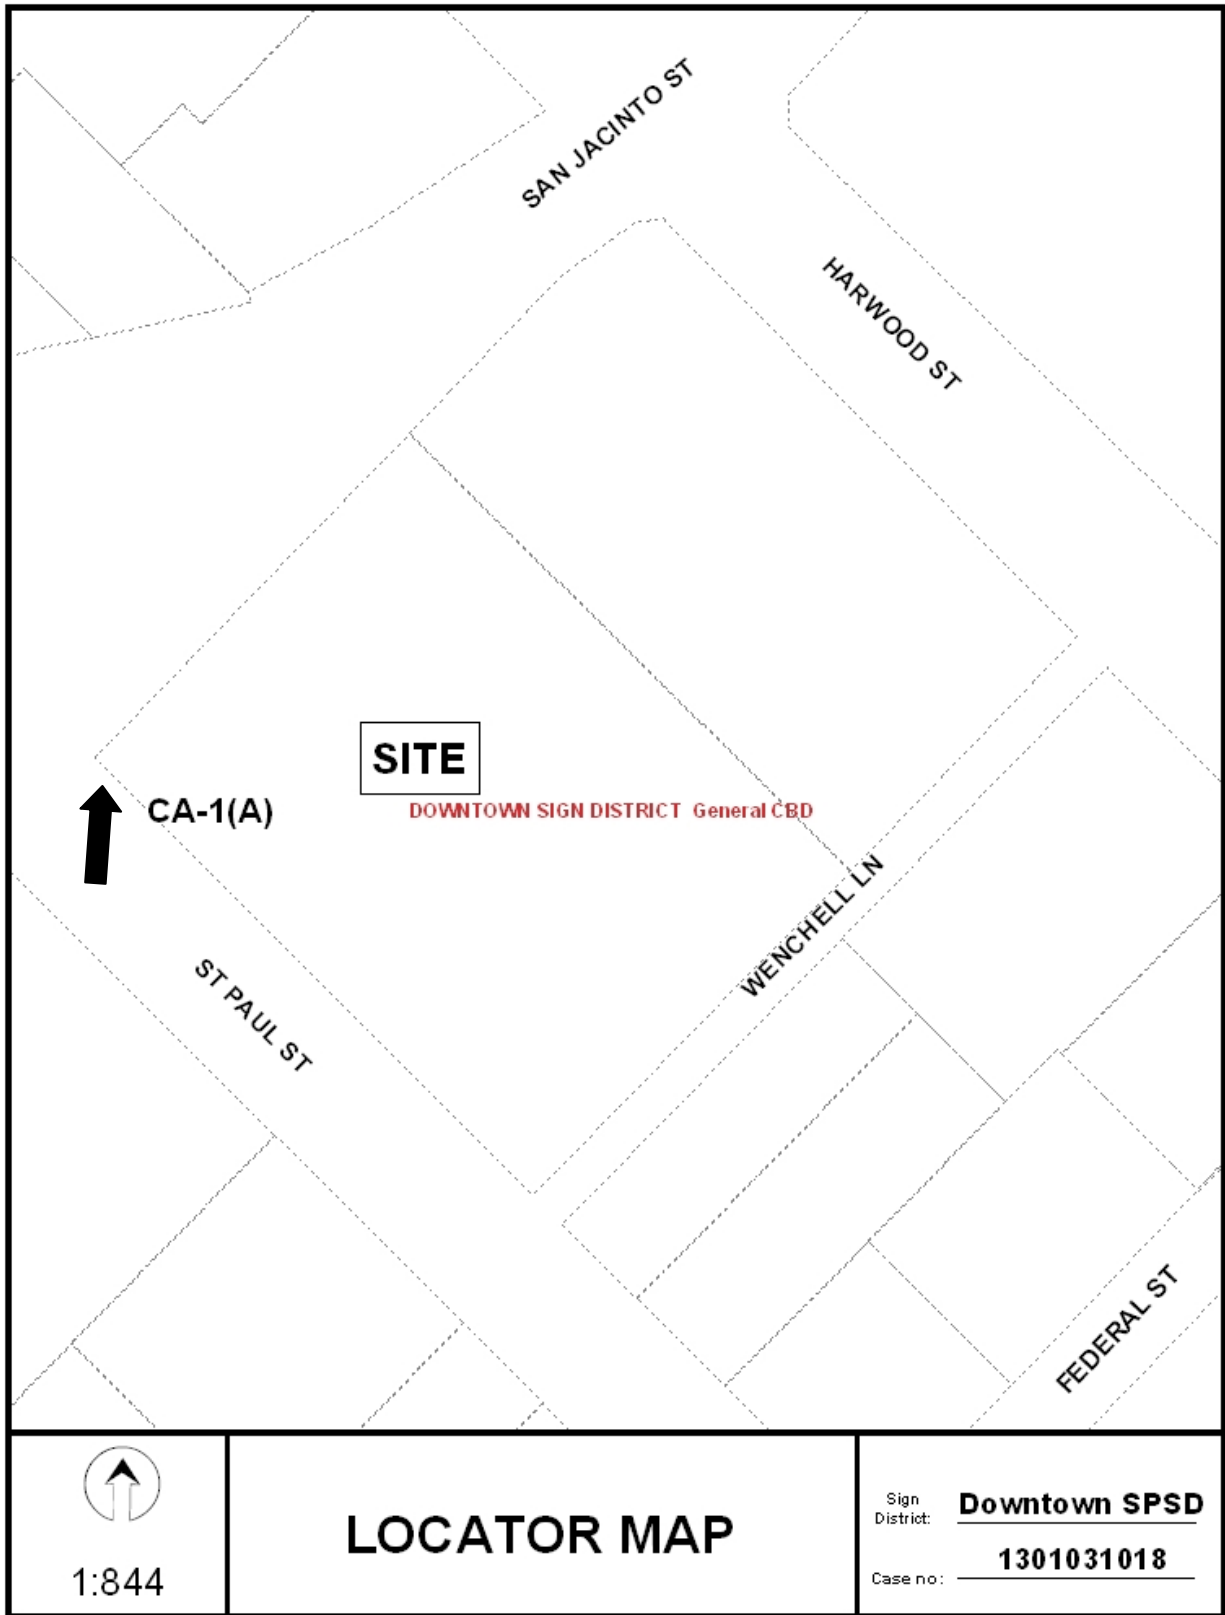 SAN JACINTO ST
HARWOOD ST
SITE
CA-1(A)
DOWNTOWN SIGN DISTRICT General CBD
WENCHELL LN
ST PAUL ST
FEDERAL ST
1:844
LOCATOR MAP
Sign District: Downtown SPSD
Case no: 1301031018